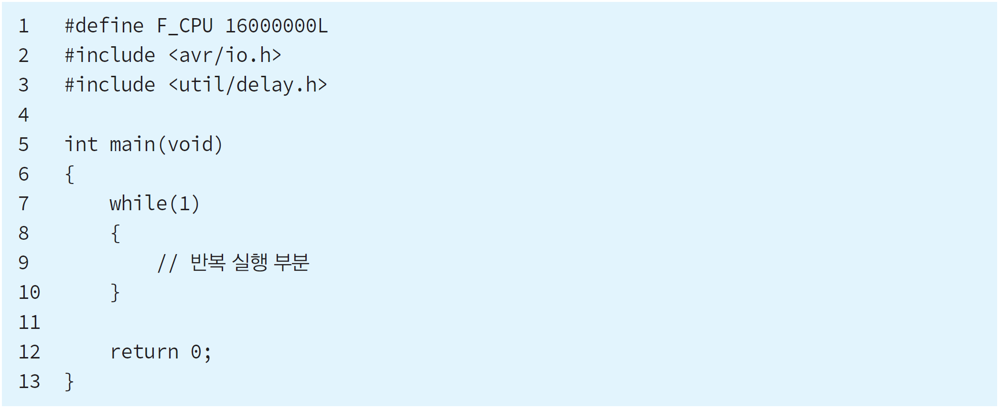 1 #define F_CPU 16000000L
2 #include <avr/io.h>
3 #include <util/delay.h>
4
5 int main(void)
6 {
7     while(1)
8     {
9         // 반복 실행 부분
10     }
11
12     return 0;
13 }